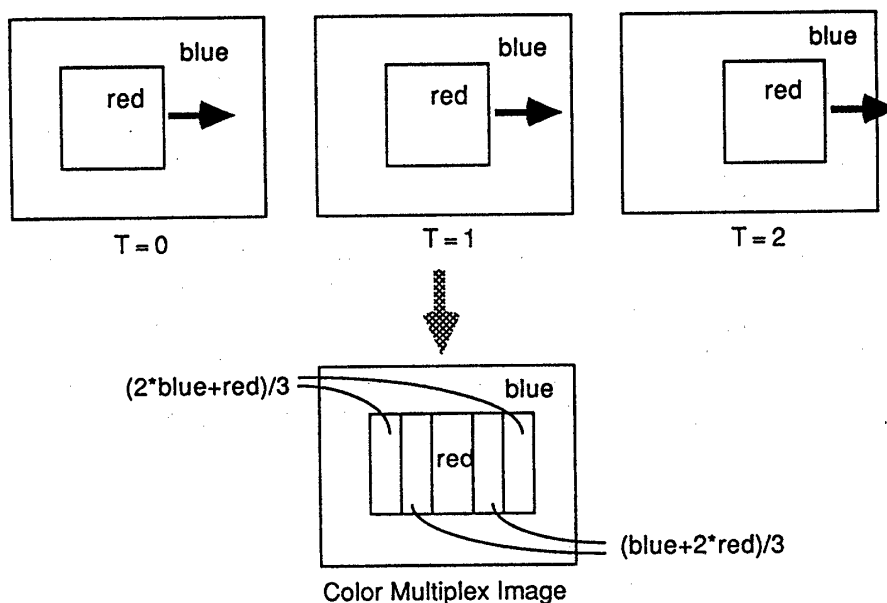 blue
red
T = 0
blue
red
T = 1
blue
red
T = 2
(2*blue+red)/3
blue
red
(blue+2*red)/3
Color Multiplex Image